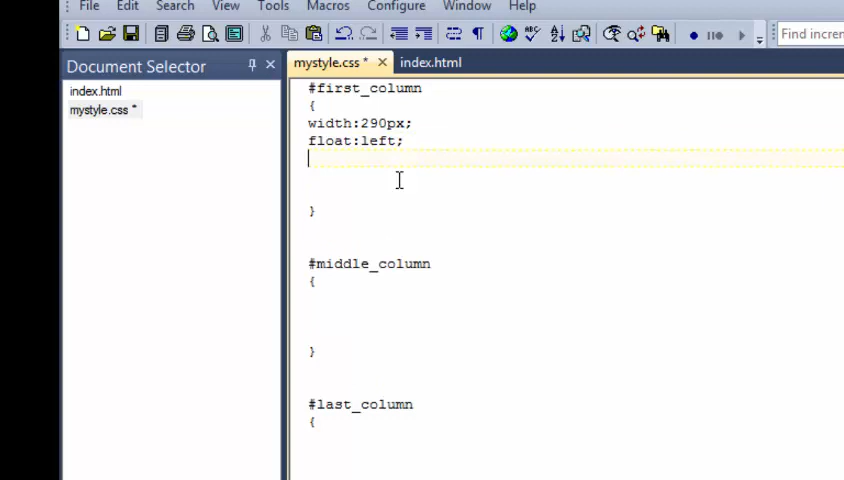 File Edit Search View Tools Macros Configure Window Help
Find increm
Document Selector
mystyle.css * index.html
index.html
mystyle.css *
#first_column
{
width:290px;
float:left;
}
#middle_column
{
}
#last_column
{